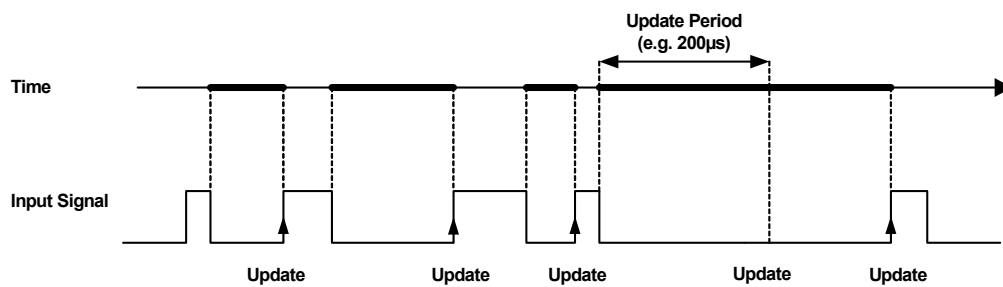 Update Period
(e.g. 200µs)
Time
Input Signal
Update
Update
Update
Update
Update